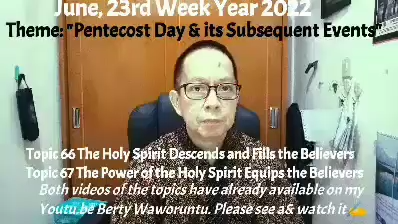 June, 23rd Week Year 2022
Theme: "Pentecost Day & its Subsequent Events"
Topic 66 The Holy Spirit Descends and Fills the Believers
Topic 67 The Power of the Holy Spirit Equips the Believers
Both videos of the topics have already available on my
Youtu.be Berty Waworuntu. Please see a& watch it ✍